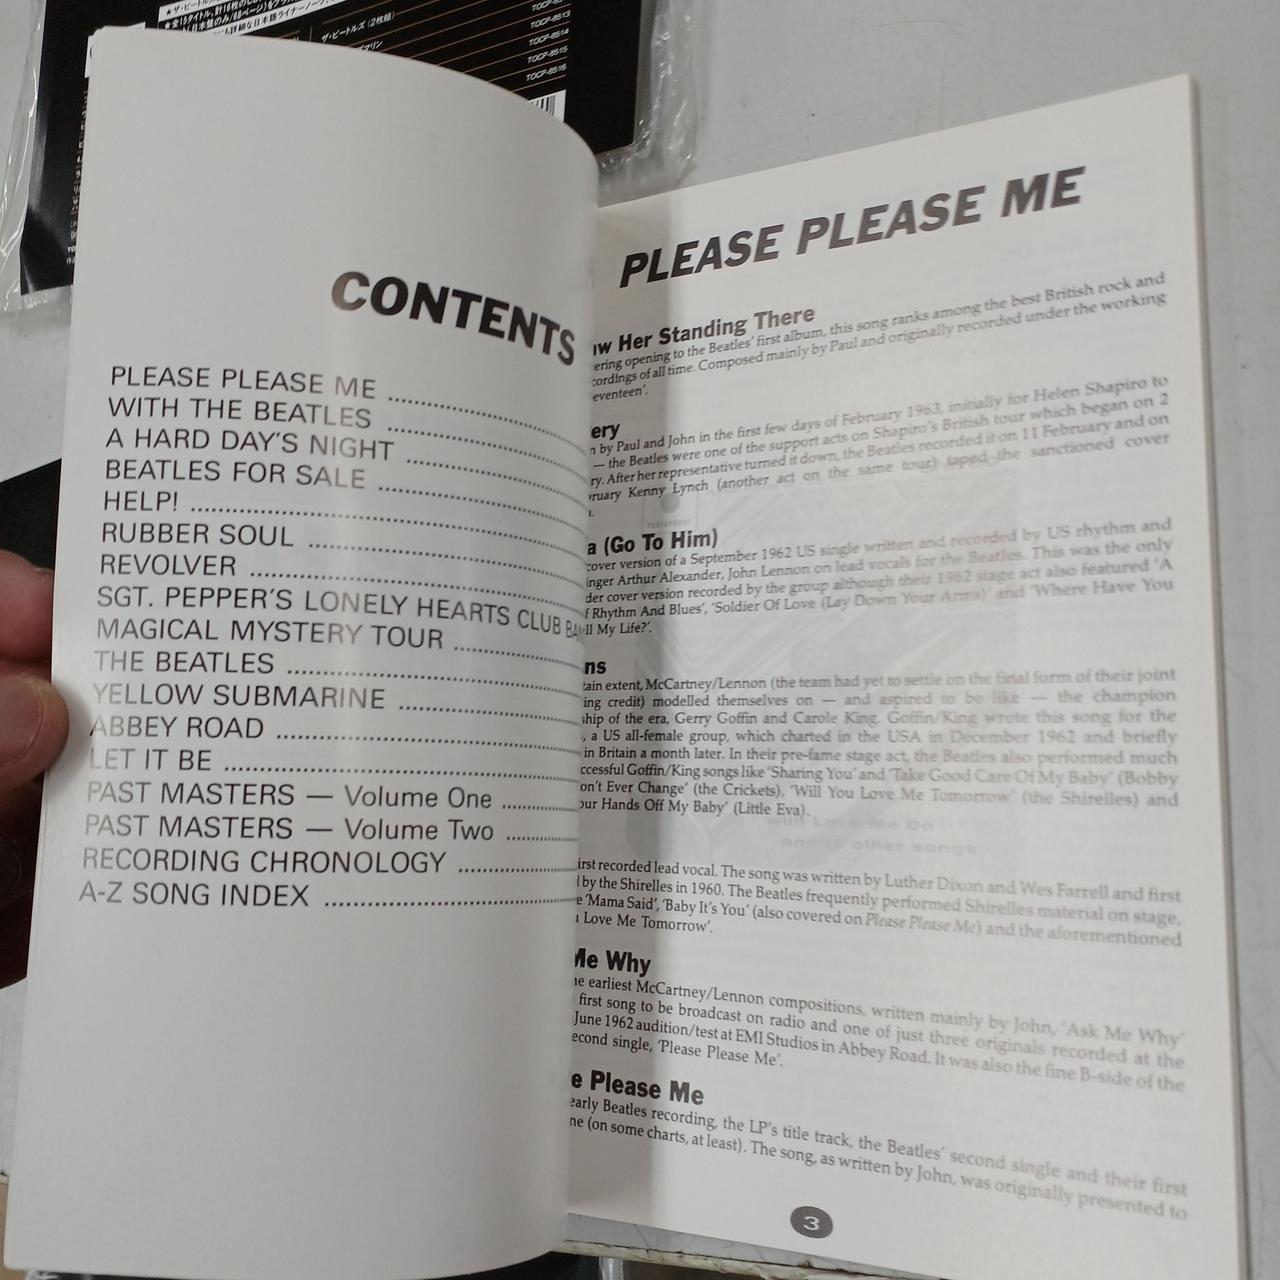 ザ・ビートルズ(2枚組)
TOCP-8513
TOCP-8514
TOCP-8515
TOCP-8516
CONTENTS
PLEASE PLEASE ME
WITH THE BEATLES
A HARD DAY'S NIGHT
BEATLES FOR SALE
HELP!
RUBBER SOUL
REVOLVER
SGT. PEPPER'S LONELY HEARTS CLUB
MAGICAL MYSTERY TOUR
THE BEATLES
YELLOW SUBMARINE
ABBEY ROAD
LET IT BE
PAST MASTERS — Volume One
PAST MASTERS — Volume Two
RECORDING CHRONOLOGY
A-Z SONG INDEX
PLEASE PLEASE ME
Her Standing There
opening to the Beatles' first album, this song ranks among the best British rock and
of all time. Composed mainly by Paul and originally recorded under the working
by Paul and John in the first few days of February 1963, initially for Helen Shapiro to
— the Beatles were one of the support acts on Shapiro's British tour which began on 2
After her representative turned it down, the Beatles recorded it on 11 February and on
Kenny Lynch (another act on the same tour) taped the sanctioned cover
(Go To Him)
version of a September 1962 US single written and recorded by US rhythm and
Arthur Alexander, John Lennon on lead vocals for the Beatles. This was the only
cover version recorded by the group although their 1962 stage act also featured 'A
Rhythm And Blues', 'Soldier Of Love (Lay Down Your Arms)' and 'Where Have You
My Life?'.
extent, McCartney/Lennon (the team had yet to settle on the final form of their joint
credit) modelled themselves on — and aspired to be like — the champion
of the era, Gerry Goffin and Carole King. Goffin/King wrote this song for the
, a US all-female group, which charted in the USA in December 1962 and briefly
in Britain a month later. In their pre-fame stage act, the Beatles also performed much
Goffin/King songs like 'Sharing You' and 'Take Good Care Of My Baby' (Bobby
Ever Change' (the Crickets), 'Will You Love Me Tomorrow' (the Shirelles) and
Hands Off My Baby' (Little Eva).
recorded lead vocal. The song was written by Luther Dixon and Wes Farrell and first
by the Shirelles in 1960. The Beatles frequently performed Shirelles material on stage,
'Mama Said', 'Baby It's You' (also covered on Please Please Me) and the aforementioned
Love Me Tomorrow'.
Me Why
earliest McCartney/Lennon compositions, written mainly by John, 'Ask Me Why'
first song to be broadcast on radio and one of just three originals recorded at the
June 1962 audition/test at EMI Studios in Abbey Road. It was also the fine B-side of the
second single, 'Please Please Me'.
Please Me
early Beatles recording, the LP's title track, the Beatles' second single and their first
(on some charts, at least). The song, as written by John, was originally presented to
3